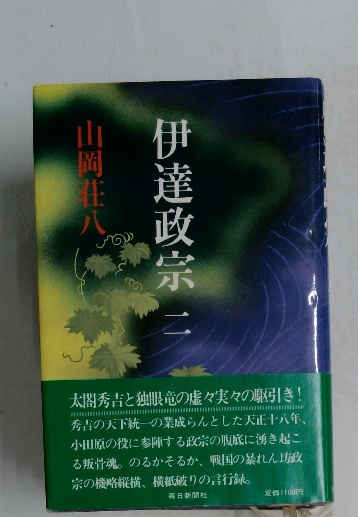 伊達政宗 二
山岡荘八
太閤秀吉と独眼竜の虚々実々の駆引き!
秀吉の天下統一の業成らんとした天正十八年、
小田原の役に参陣する政宗の腹底に湧き起こ
る叛骨魂。のるかそるか、戦国の暴れん坊政
宗の機略縦横、横紙破りの言行録。
毎日新聞社
定価1100円